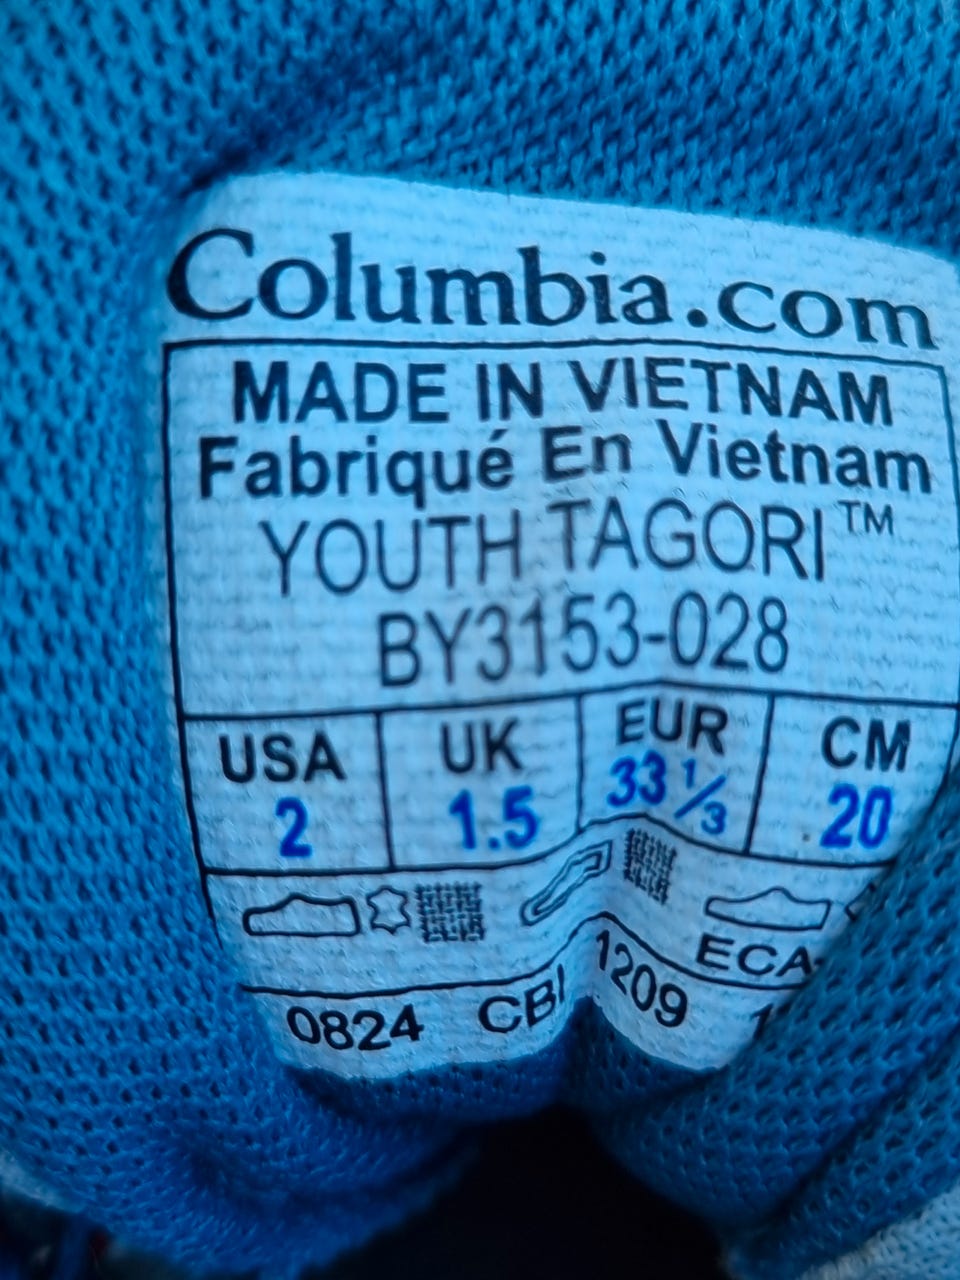 Columbia.com
MADE IN VIETNAM
Fabriqué En Vietnam
YOUTH TAGORI™
BY3153-028
USA UK EUR CM
2 1.5 33 1/3 20
ECA
0824 CBI 1209